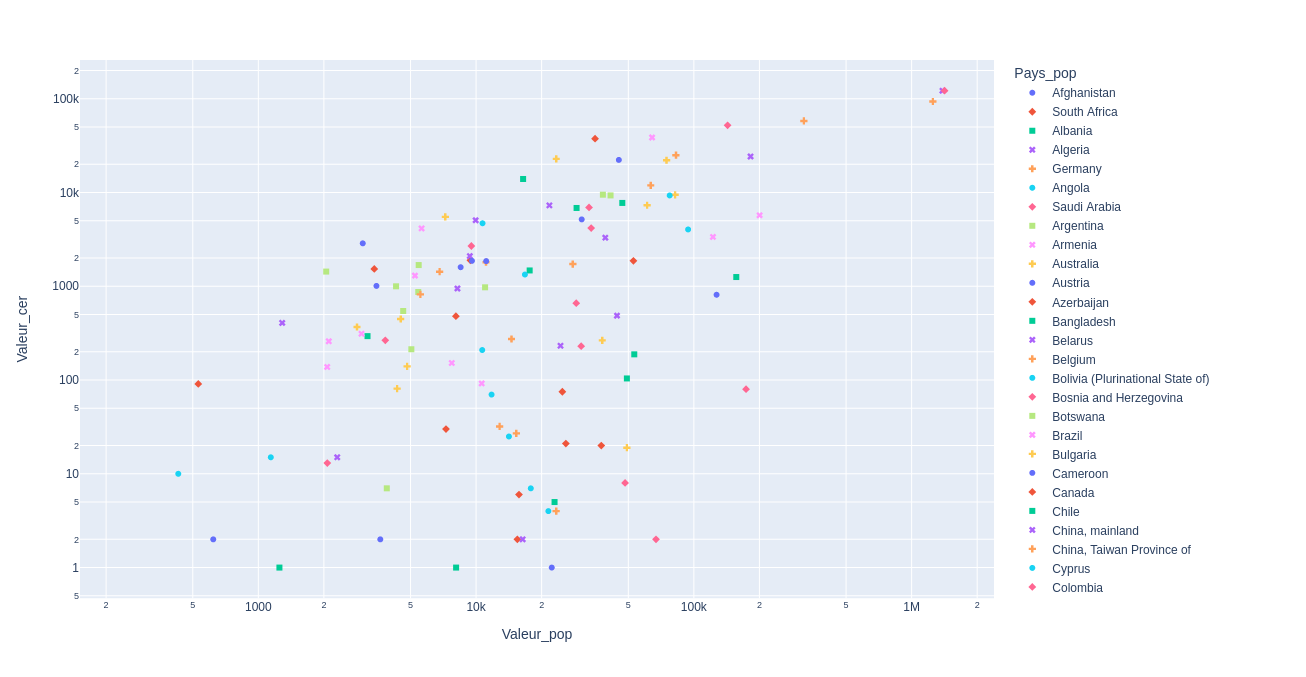 2
100k
5
2
10k
5
2
1000
5
2
100
5
2
10
5
2
1
5
2
5
1000
2
5
10k
2
5
100k
2
5
1M
2
Valeur_pop
Valeur_cer
Pays_pop
Afghanistan
South Africa
Albania
Algeria
Germany
Angola
Saudi Arabia
Argentina
Armenia
Australia
Austria
Azerbaijan
Bangladesh
Belarus
Belgium
Bolivia (Plurinational State of)
Bosnia and Herzegovina
Botswana
Brazil
Bulgaria
Cameroon
Canada
Chile
China, mainland
China, Taiwan Province of
Cyprus
Colombia